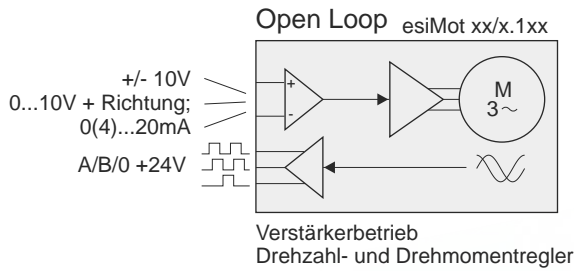 Open Loop esiMot xx/x.1xx
+/- 10V
0...10V + Richtung;
0(4)...20mA
A/B/0 +24V
+
-
M
3~
Verstärkerbetrieb
Drehzahl- und Drehmomentregler